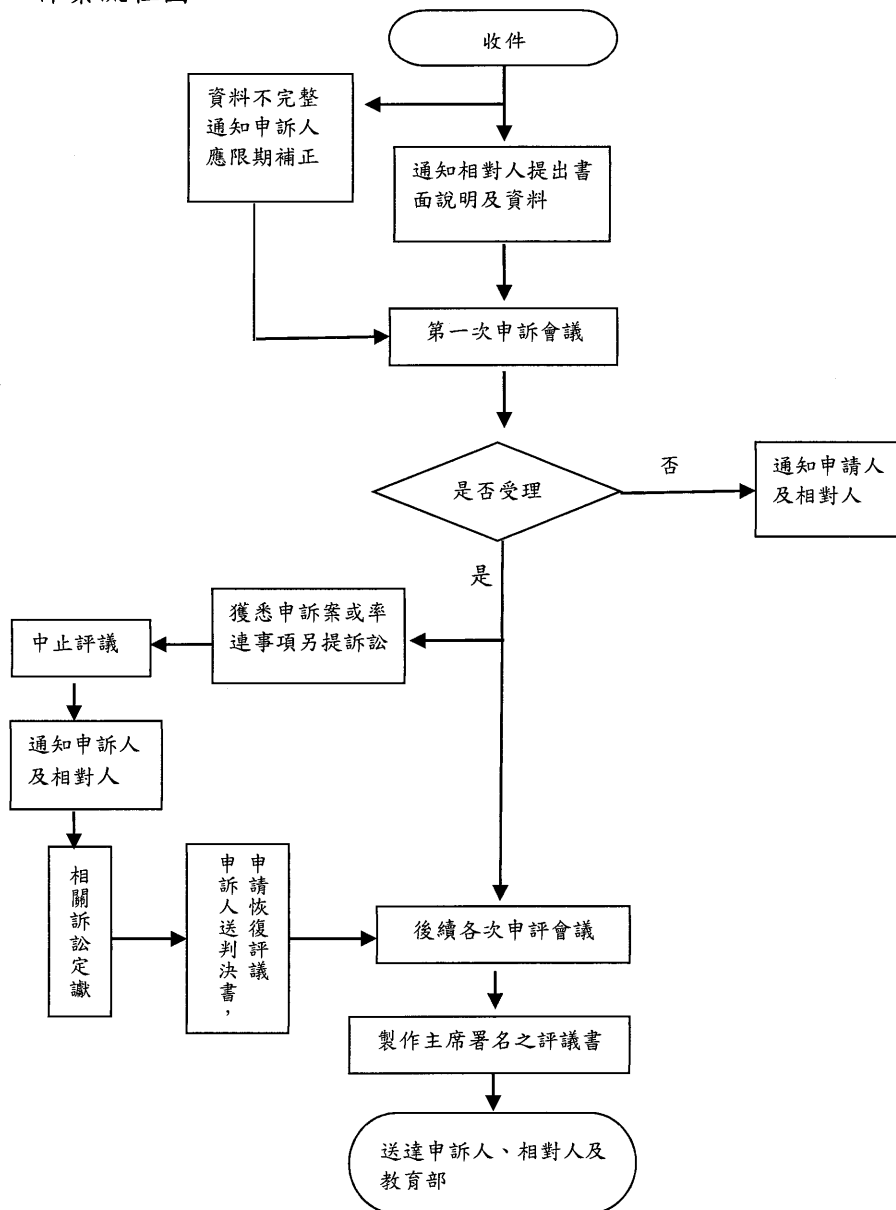 收件
資料不完整
通知申訴人
應限期補正
通知相對人提出書
面說明及資料
第一次申訴會議
是否受理
否
通知申請人
及相對人
是
獲悉申訴案或率
連事項另提訴訟
中止評議
通知申訴人
及相對人
相關訴訟定讞
申訴人送判決書，
申請恢復評議
後續各次申評會議
製作主席署名之評議書
送達申訴人、相對人及
教育部